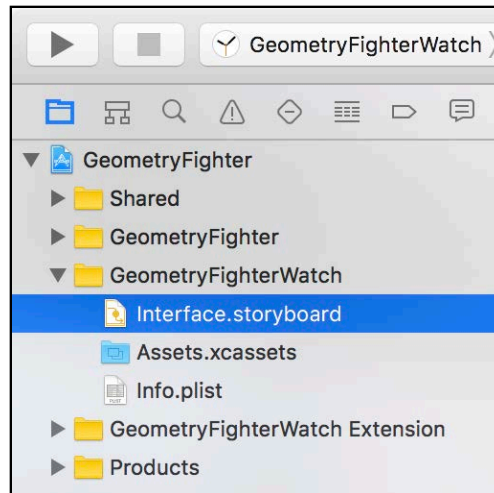 GeometryFighterWatch
GeometryFighter
Shared
GeometryFighter
GeometryFighterWatch
Interface.storyboard
Assets.xcassets
Info.plist
GeometryFighterWatch Extension
Products